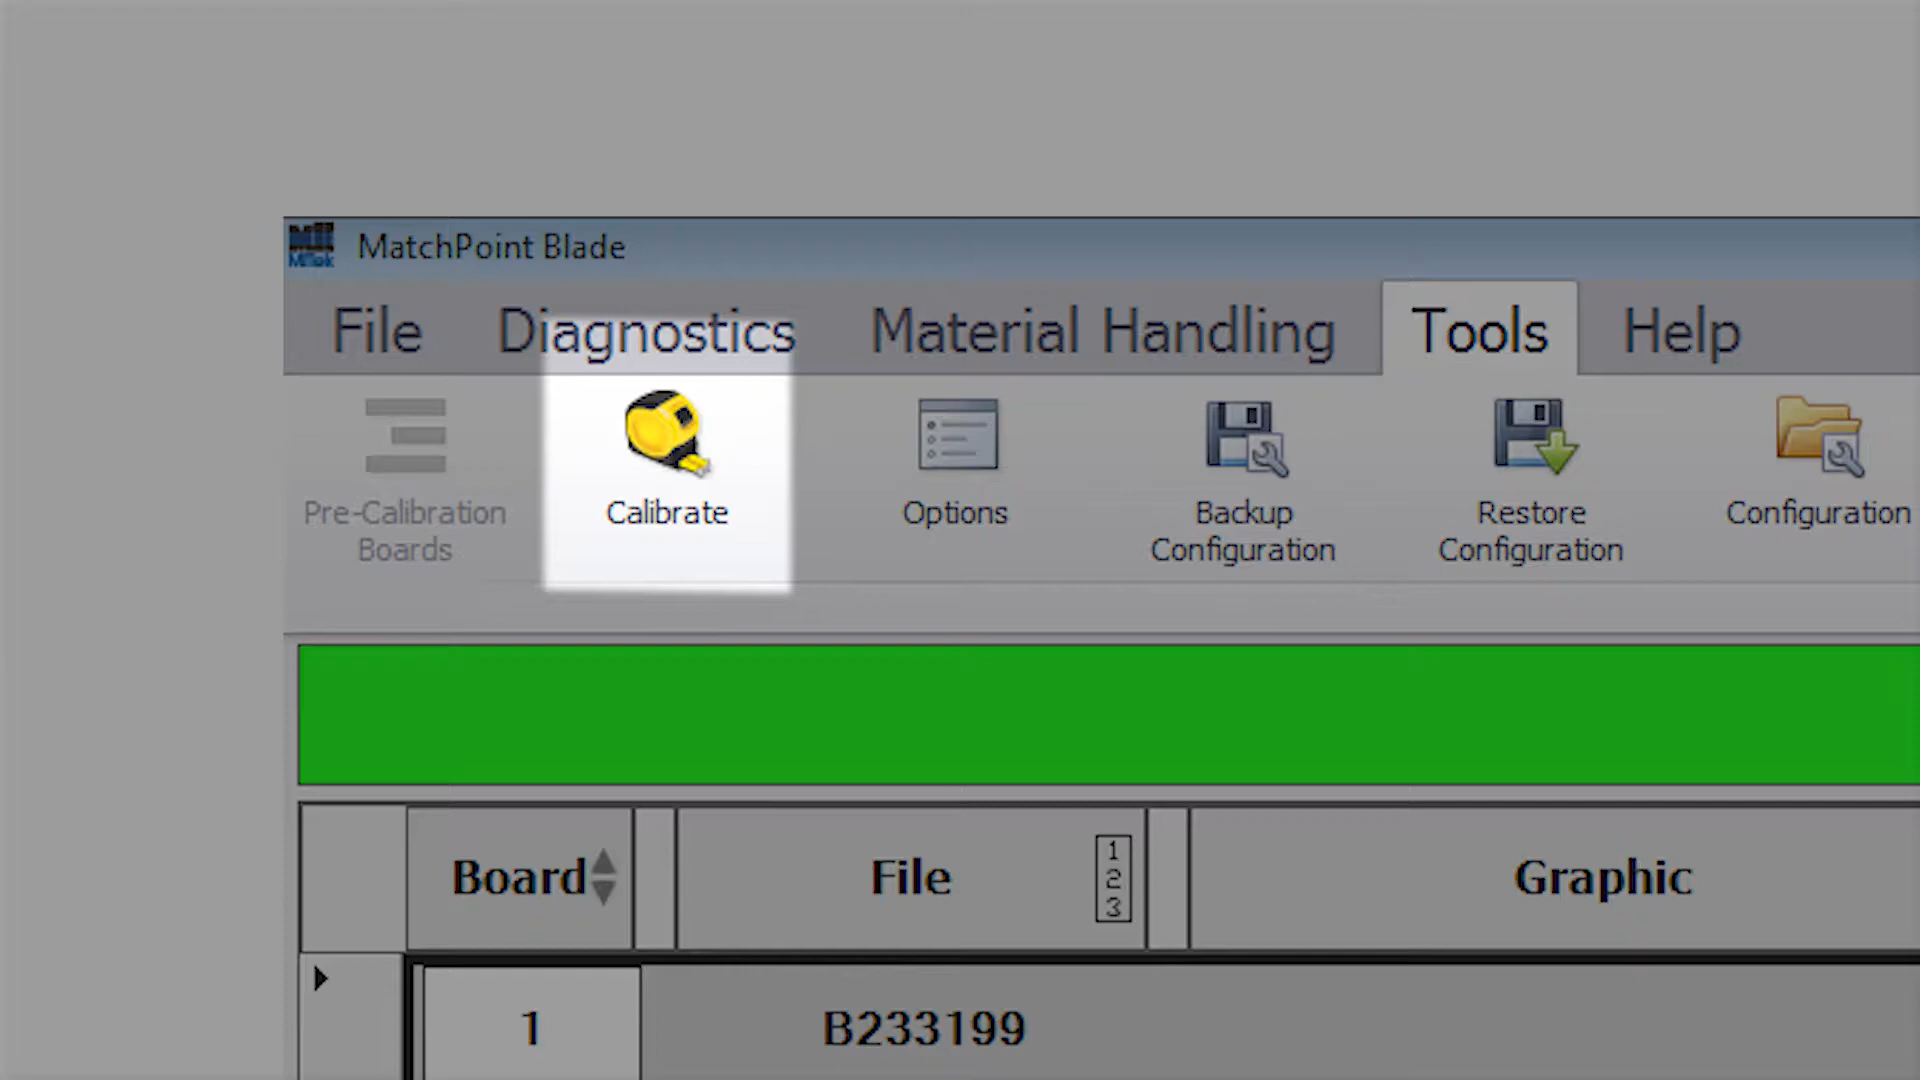 MiTek
MatchPoint Blade
File Diagnostics Material Handling Tools Help
Pre-Calibration
Boards
Calibrate
Options
Backup
Configuration
Restore
Configuration
Configuration
Board
File
1
2
3
Graphic
1
B233199